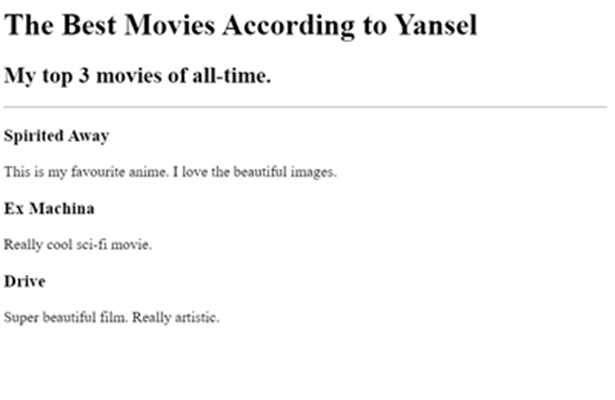 The Best Movies According to Yansel
My top 3 movies of all-time.
Spirited Away
This is my favourite anime. I love the beautiful images.
Ex Machina
Really cool sci-fi movie.
Drive
Super beautiful film. Really artistic.